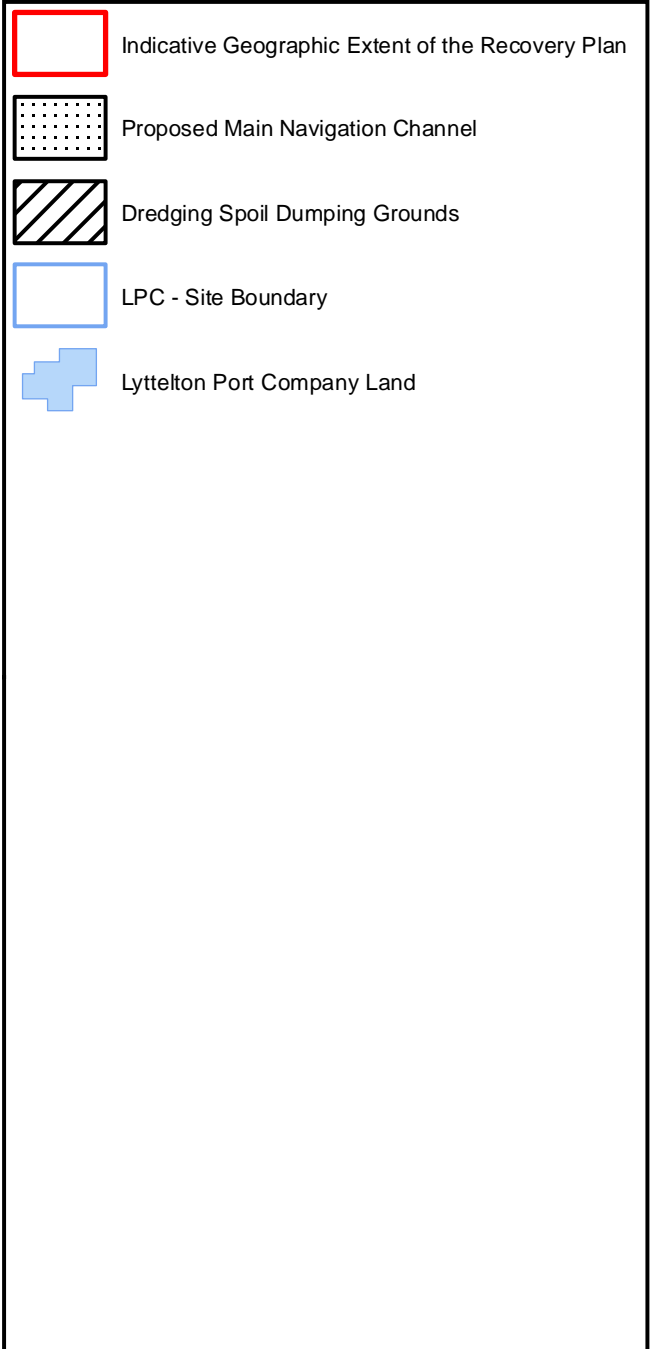 Indicative Geographic Extent of the Recovery Plan
Proposed Main Navigation Channel
Dredging Spoil Dumping Grounds
LPC - Site Boundary
Lyttelton Port Company Land